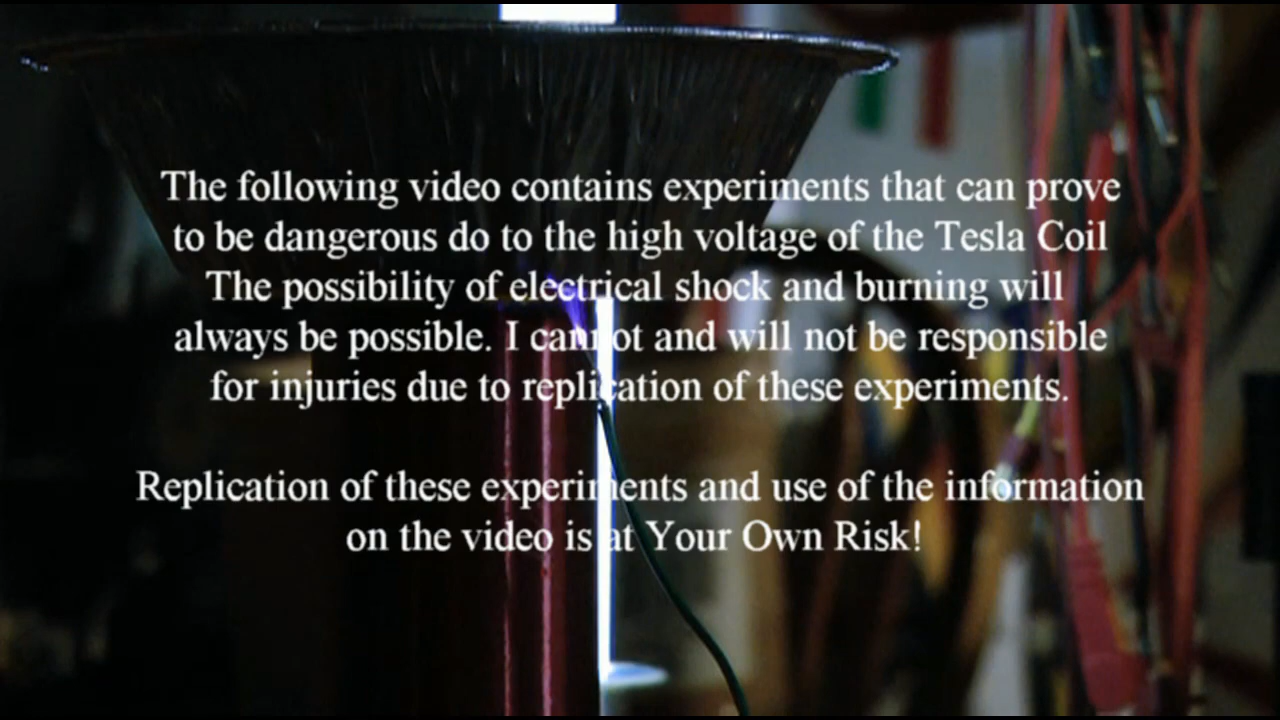 The following video contains experiments that can prove
to be dangerous do to the high voltage of the Tesla Coil
The possibility of electrical shock and burning will
always be possible. I cannot and will not be responsible
for injuries due to replication of these experiments.
Replication of these experiments and use of the information
on the video is at Your Own Risk!